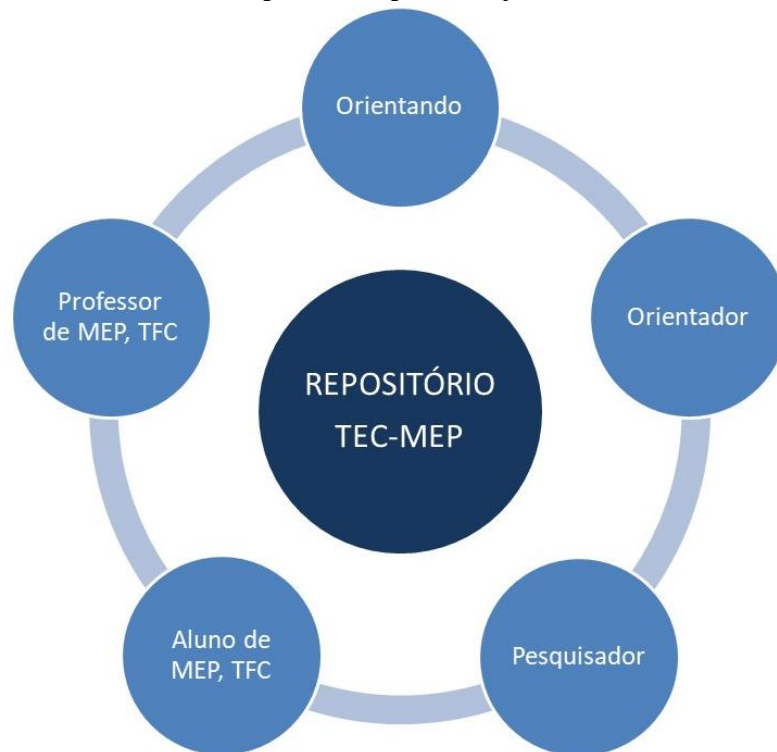 Orientando
Orientador
Pesquisador
Aluno de
MEP, TFC
Professor
de MEP, TFC
REPOSITÓRIO
TEC-MEP